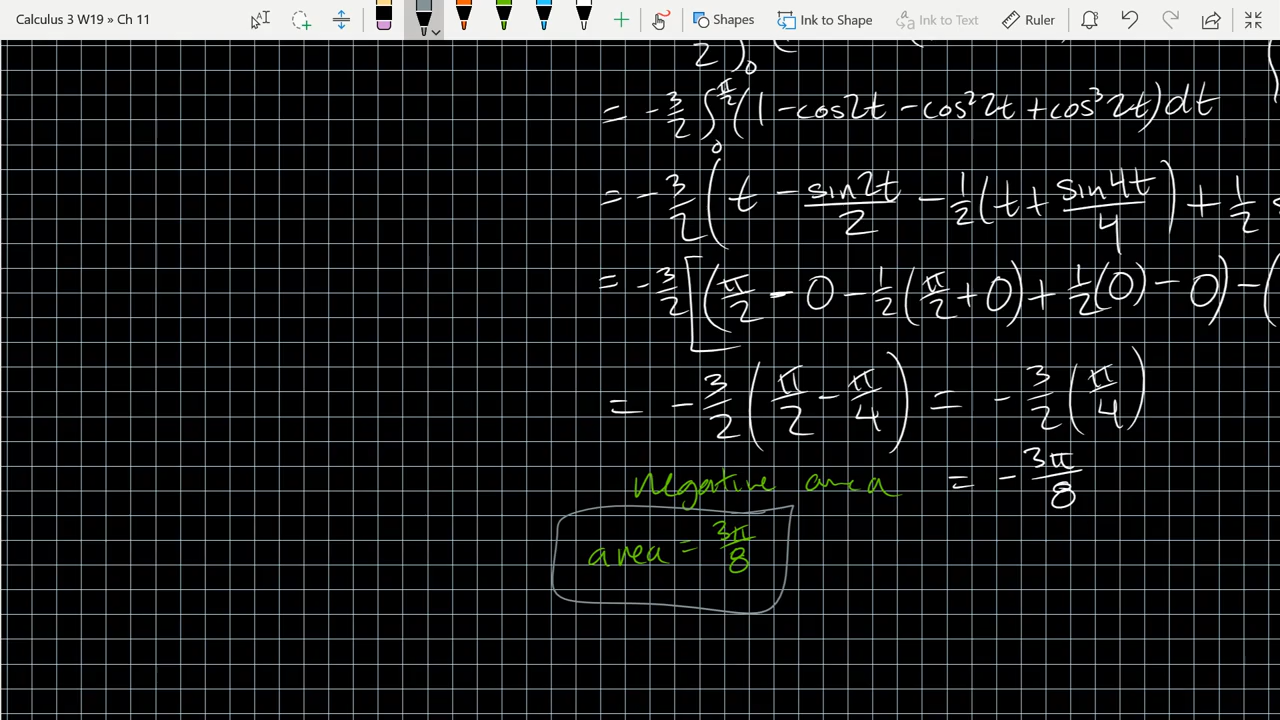 Calculus 3 W19 » Ch 11
Shapes Ink to Shape Ink to Text Ruler
2 0
= -3/2 ∫₀^(π/2) (1 - cos2t - cos²2t + cos³2t) dt
= -3/2 (t - sin2t/2 - 1/2(t + sin4t/4) + 1/2
= -3/2 [(π/2 - 0 - 1/2(π/2 + 0) + 1/2(0) - 0) - (
= -3/2 (π/2 - π/4) = -3/2 (π/4)
negative area = -3π/8
area = 3π/8